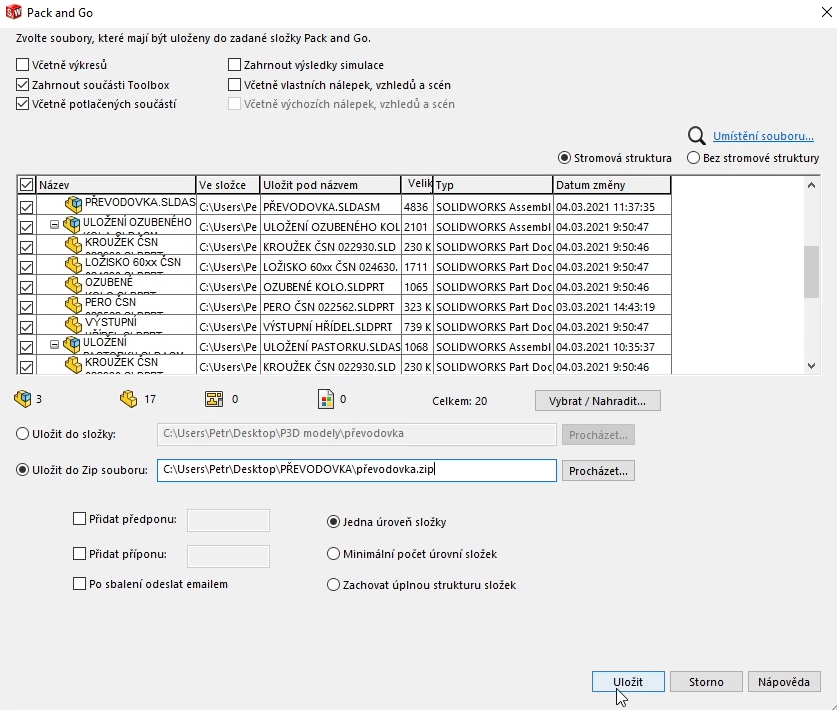 Pack and Go
Zvolte soubory, které mají být uloženy do zadané složky Pack and Go.
Včetně výkresů
Zahrnout výsledky simulace
Zahrnout součásti Toolbox
Včetně vlastních nálepek, vzhledů a scén
Včetně potlačených součástí
Včetně výchozích nálepek, vzhledů a scén
Umístění souboru...
Stromová struktura
Bez stromové struktury
Název Ve složce Uložit pod názvem Velik Typ Datum změny
PŘEVODOVKA.SLDAS C:\Users\Pe PŘEVODOVKA.SLDASM 4836 SOLIDWORKS Assembl 04.03.2021 11:37:35
ULOŽENÍ OZUBENÉHO C:\Users\Pe ULOŽENÍ OZUBENÉHO KOL 2101 SOLIDWORKS Assembl 04.03.2021 9:50:47
KROUŽEK ČSN C:\Users\Pe KROUŽEK ČSN 022930.SLD 230 K SOLIDWORKS Part Doc 04.03.2021 9:50:46
LOŽISKO 60xx ČSN C:\Users\Pe LOŽISKO 60xx ČSN 024630. 1711 SOLIDWORKS Part Doc 04.03.2021 9:50:47
OZUBENÉ C:\Users\Pe OZUBENÉ KOLO.SLDPRT 1065 SOLIDWORKS Part Doc 04.03.2021 9:50:46
PERO ČSN C:\Users\Pe PERO ČSN 022562.SLDPRT 323 K SOLIDWORKS Part Doc 03.03.2021 14:43:19
VÝSTUPNÍ C:\Users\Pe VÝSTUPNÍ HŘÍDEL.SLDPRT 739 K SOLIDWORKS Part Doc 04.03.2021 9:50:47
ULOŽENÍ C:\Users\Pe ULOŽENÍ PASTORKU.SLDAS 1068 SOLIDWORKS Assembl 04.03.2021 10:35:37
KROUŽEK ČSN C:\Users\Pe KROUŽEK ČSN 022930.SLD 230 K SOLIDWORKS Part Doc 04.03.2021 9:50:46
3 17 0 0 Celkem: 20 Vybrat / Nahradit...
Uložit do složky: C:\Users\Petr\Desktop\P3D modely\převodovka Procházet...
Uložit do Zip souboru: C:\Users\Petr\Desktop\PŘEVODOVKA\převodovka.zip Procházet...
Přidat předponu:
Jedna úroveň složky
Přidat příponu:
Minimální počet úrovní složek
Po sbalení odeslat emailem
Zachovat úplnou strukturu složek
Uložit Storno Nápověda